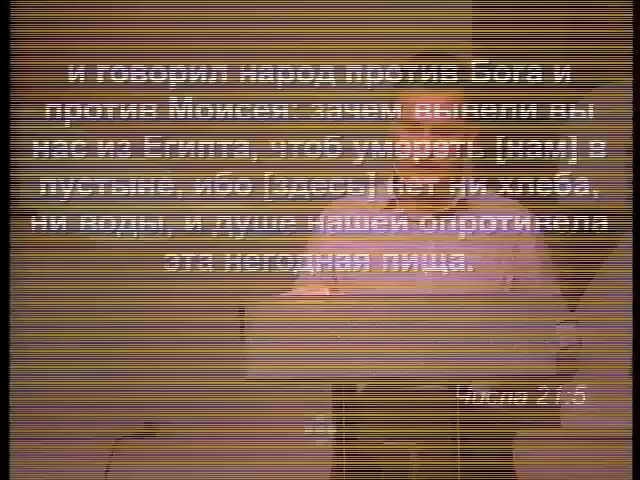 и говорил народ против Бога и
против Моисея: зачем вывели вы
нас из Египта, чтоб умереть [нам] в
пустыне, ибо [здесь] нет ни хлеба,
ни воды, и душе нашей опротивела
эта негодная пища.
Числа 21:5